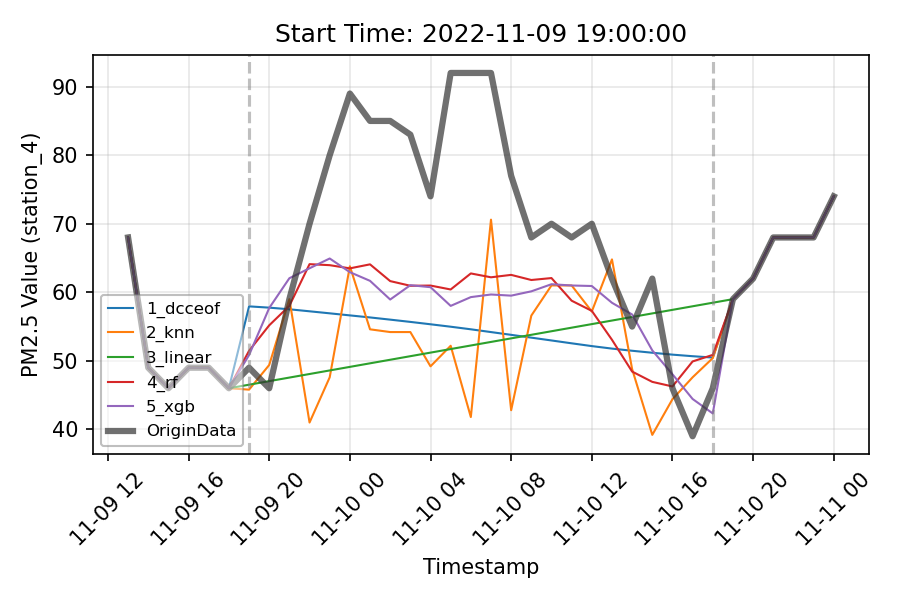 Start Time: 2022-11-09 19:00:00
PM2.5 Value (station_4)
90
80
70
60
50
40
1_dcceof
2_knn
3_linear
4_rf
5_xgb
OriginData
11-09 12
11-09 16
11-09 20
11-10 00
11-10 04
11-10 08
11-10 12
11-10 16
11-10 20
11-11 00
Timestamp